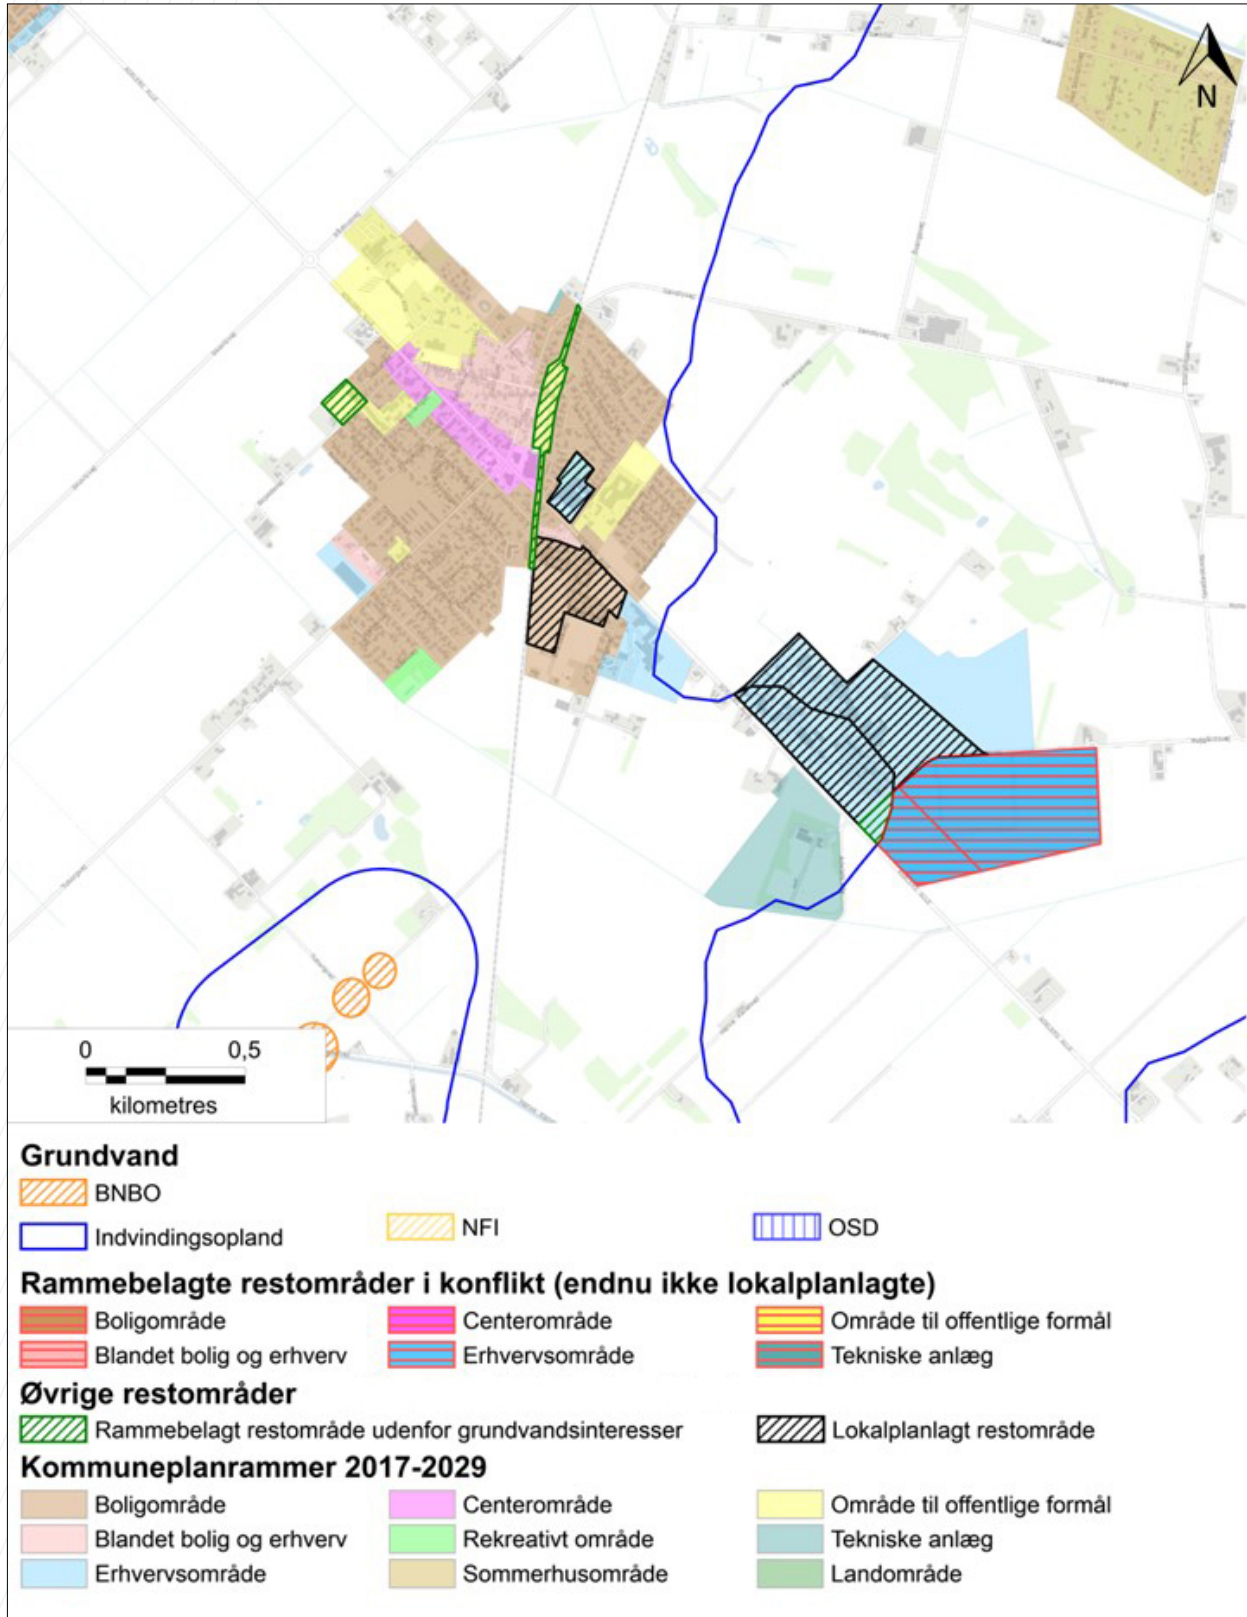 N
0 0,5
kilometres
Grundvand
BNBO
Indvindingsopland NFI OSD
Rammebelagte restområder i konflikt (endnu ikke lokalplanlagte)
Boligområde Centerområde Område til offentlige formål
Blandet bolig og erhverv Erhvervsområde Tekniske anlæg
Øvrige restområder
Rammebelagt restområde udenfor grundvandsinteresser Lokalplanlagt restområde
Kommuneplanrammer 2017-2029
Boligområde Centerområde Område til offentlige formål
Blandet bolig og erhverv Rekreativt område Tekniske anlæg
Erhvervsområde Sommerhusområde Landområde